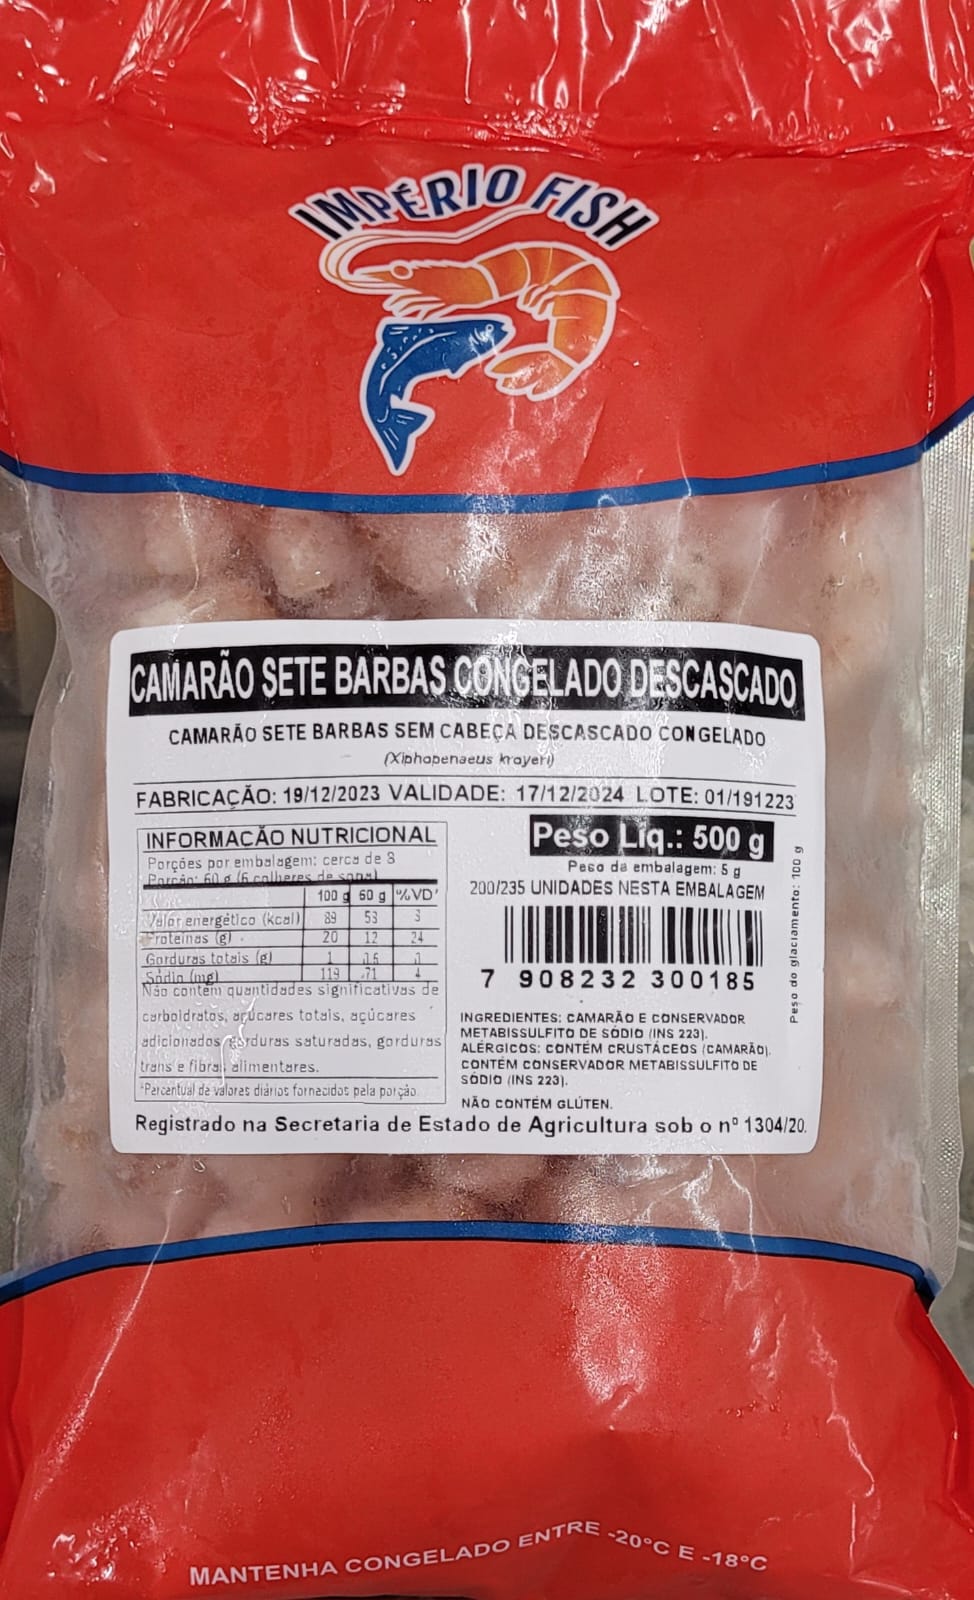 IMPÉRIO FISH
CAMARÃO SETE BARBAS CONGELADO DESCASCADO
CAMARÃO SETE BARBAS SEM CABEÇA DESCASCADO CONGELADO
(Xiphopenaeus kroyeri)
FABRICAÇÃO: 19/12/2023 VALIDADE: 17/12/2024 LOTE: 01/191223
INFORMAÇÃO NUTRICIONAL
Porções por embalagem: cerca de 8
Porção: 60 g (6 colheres de sopa)
100 g 60 g %VD*
Valor energético (kcal) 89 53 3
Proteínas (g) 20 12 24
Gorduras totais (g) 1
Sódio (mg) 119 71 4
Não contém quantidades significativas de
carboidratos, açúcares totais, açúcares
adicionados, gorduras saturadas, gorduras
trans e fibras alimentares.
*Percentual de valores diários fornecidos pela porção.
Peso Liq.: 500 g
Peso da embalagem: 5 g
200/235 UNIDADES NESTA EMBALAGEM
7 908232 300185
Peso do glaciamento: 100 g
INGREDIENTES: CAMARÃO E CONSERVADOR
METABISSULFITO DE SÓDIO (INS 223).
ALÉRGICOS: CONTÉM CRUSTÁCEOS (CAMARÃO).
CONTÉM CONSERVADOR METABISSULFITO DE
SÓDIO (INS 223).
NÃO CONTÉM GLÚTEN.
Registrado na Secretaria de Estado de Agricultura sob o nº 1304/20.
MANTENHA CONGELADO ENTRE -20°C E -18°C